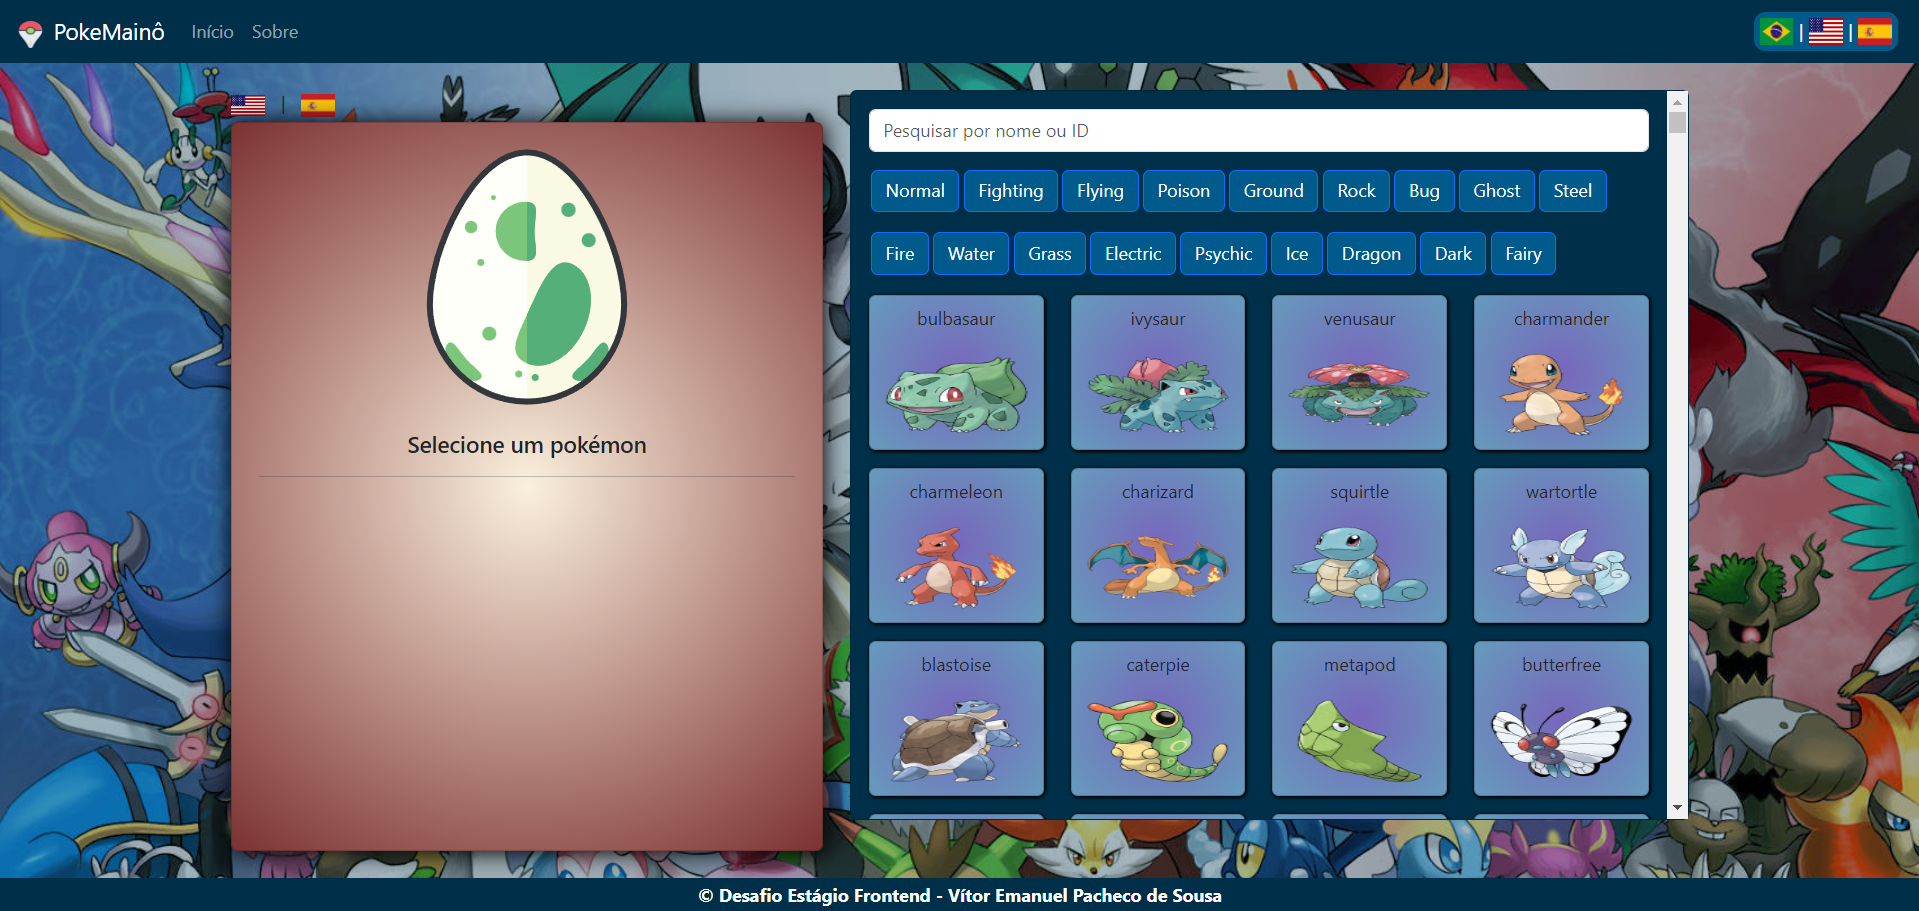 PokeMainô Início Sobre | |
|
Pesquisar por nome ou ID
Normal Fighting Flying Poison Ground Rock Bug Ghost Steel
Fire Water Grass Electric Psychic Ice Dragon Dark Fairy
Selecione um pokémon
bulbasaur ivysaur venusaur charmander
charmeleon charizard squirtle wartortle
blastoise caterpie metapod butterfree
© Desafio Estágio Frontend - Vítor Emanuel Pacheco de Sousa